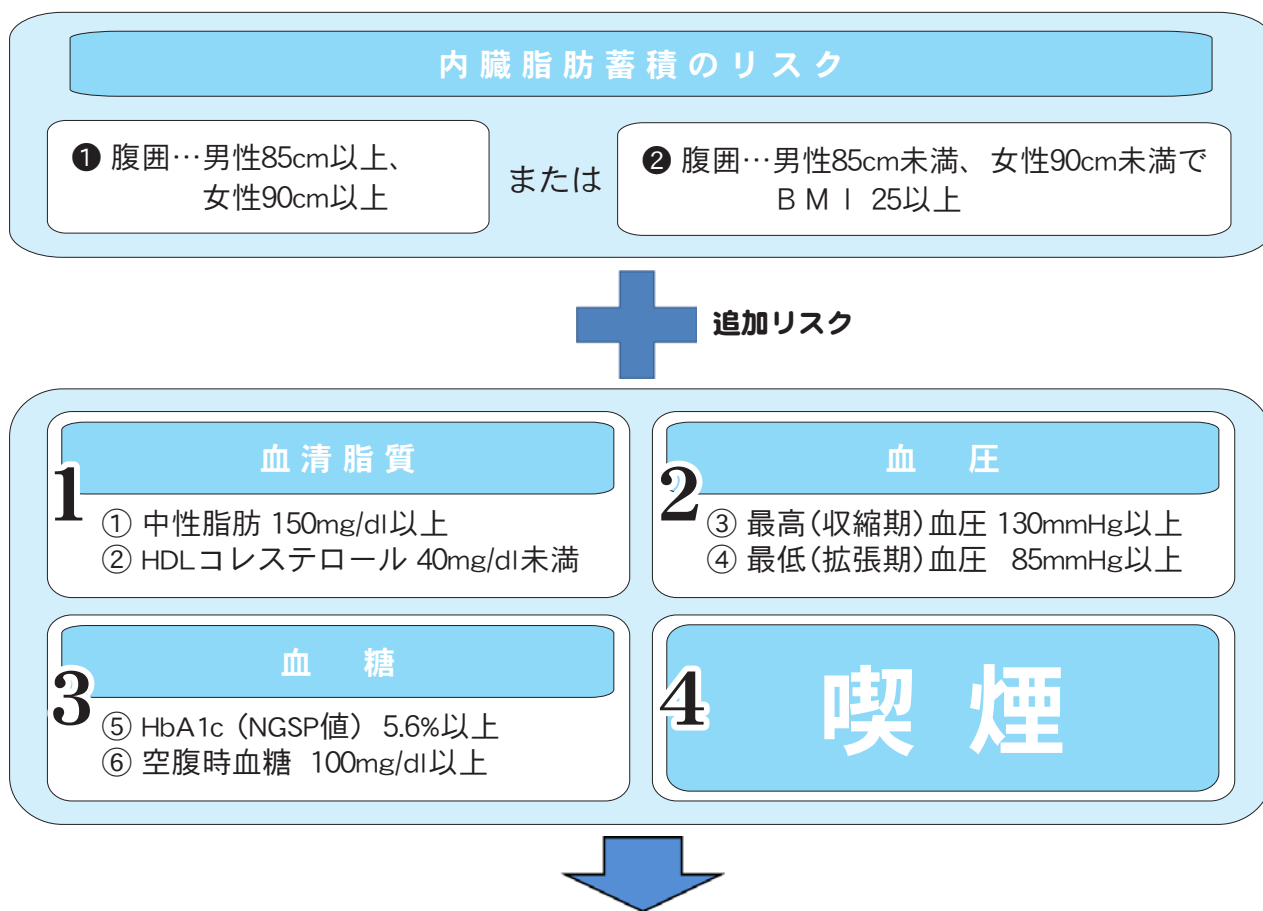 内臓脂肪蓄積のリスク
❶ 腹囲…男性85cm以上、
女性90cm以上
または
❷ 腹囲…男性85cm未満、女性90cm未満で
ＢＭＩ 25以上
追加リスク
1
血清脂質
① 中性脂肪 150mg/dl以上
② HDLコレステロール 40mg/dl未満
2
血　圧
③ 最高(収縮期)血圧 130mmHg以上
④ 最低(拡張期)血圧 85mmHg以上
3
血　糖
⑤ HbA1c（NGSP値） 5.6%以上
⑥ 空腹時血糖 100mg/dl以上
4
喫煙